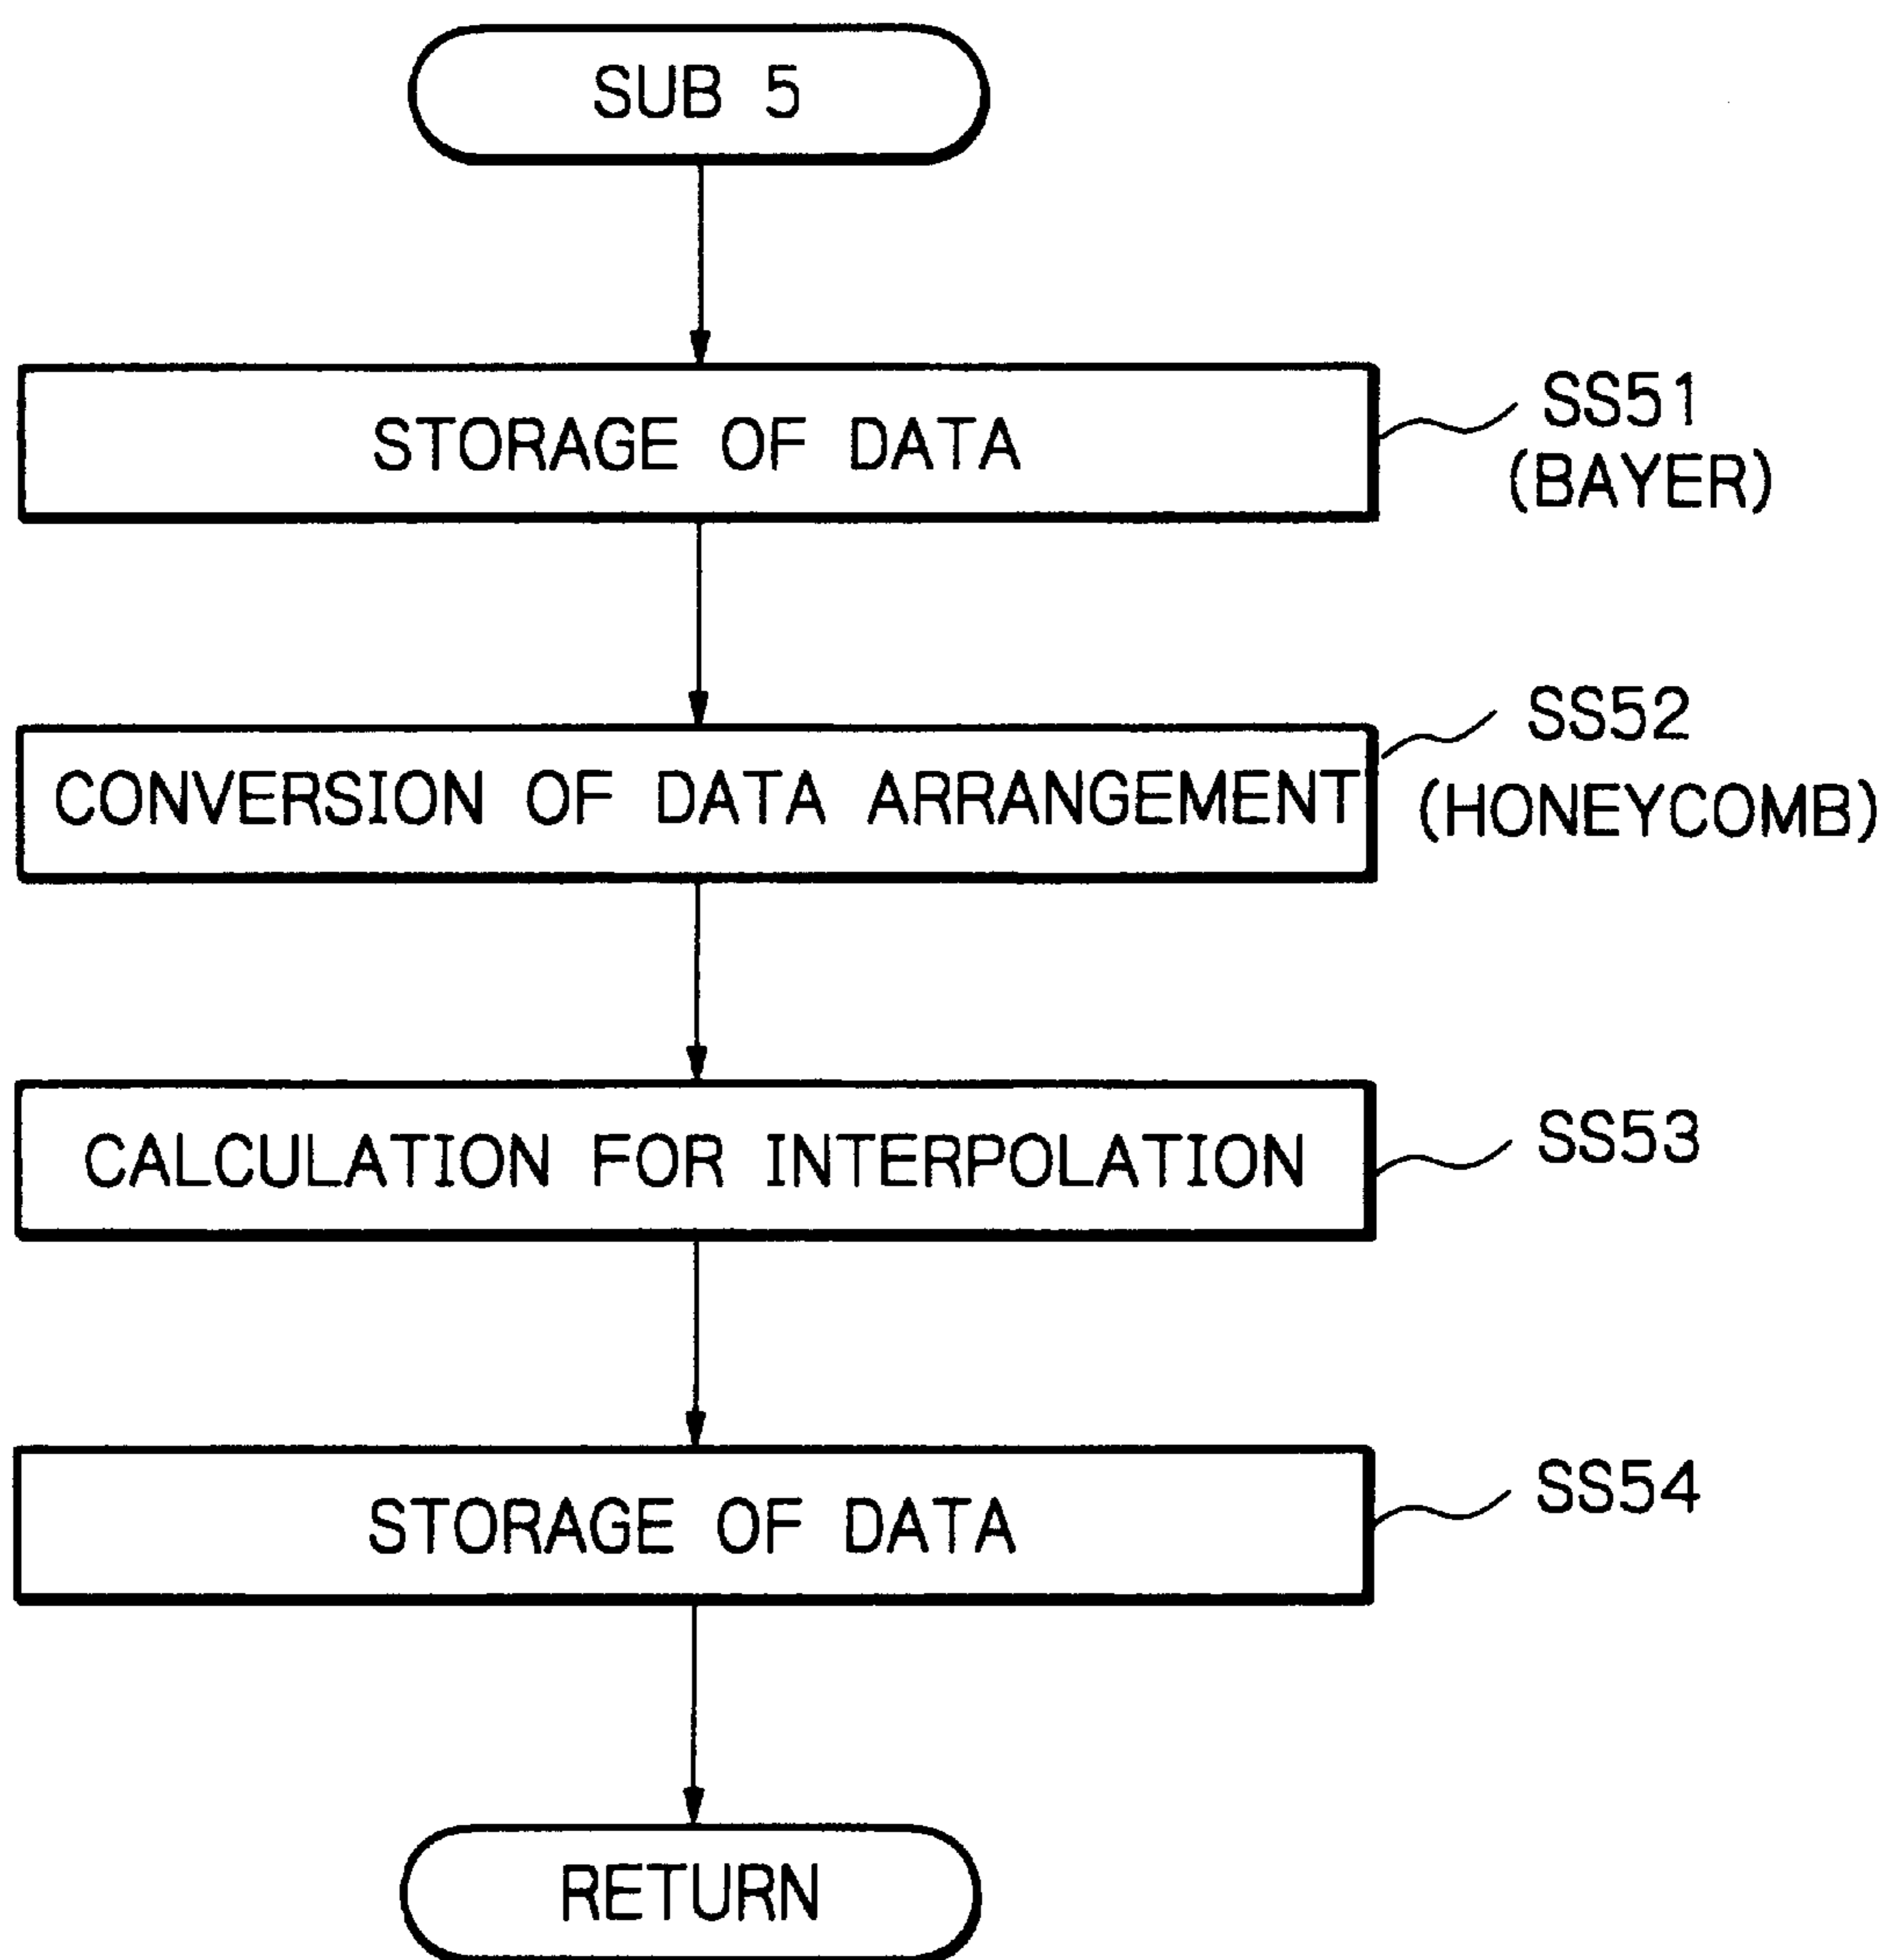 SUB 5
STORAGE OF DATA
SS51
(BAYER)
CONVERSION OF DATA ARRANGEMENT
SS52
(HONEYCOMB)
CALCULATION FOR INTERPOLATION
SS53
STORAGE OF DATA
SS54
RETURN